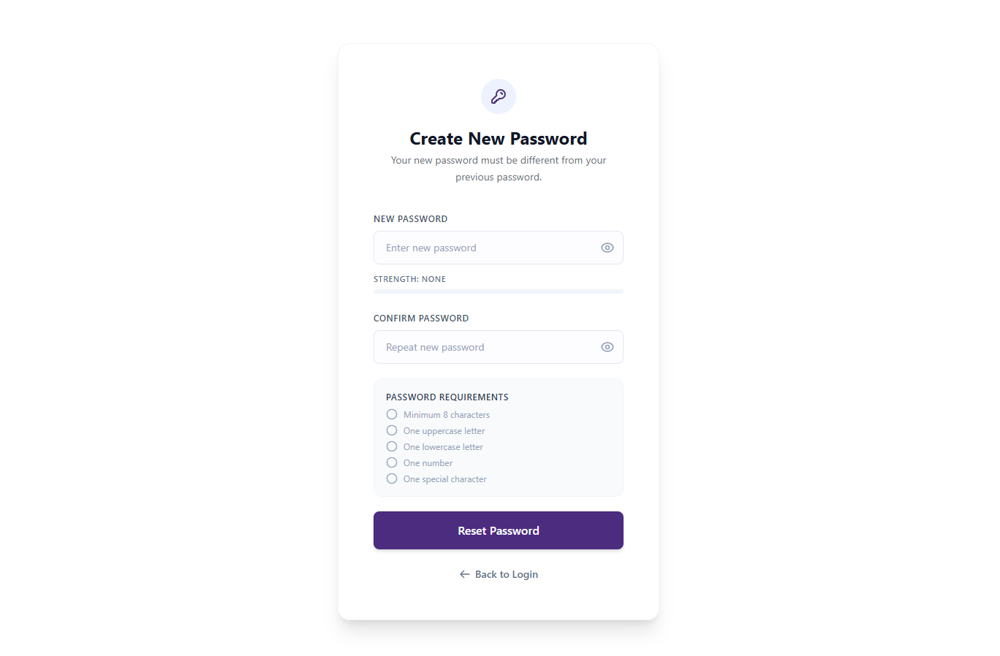 Create New Password
Your new password must be different from your
previous password.
NEW PASSWORD
Enter new password
STRENGTH: NONE
CONFIRM PASSWORD
Repeat new password
PASSWORD REQUIREMENTS
Minimum 8 characters
One uppercase letter
One lowercase letter
One number
One special character
Reset Password
Back to Login